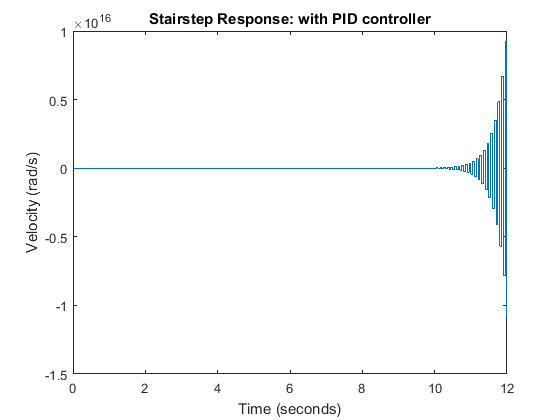 Stairstep Response: with PID controller
×10^16
1
0.5
0
-0.5
-1
-1.5
Velocity (rad/s)
0 2 4 6 8 10 12
Time (seconds)